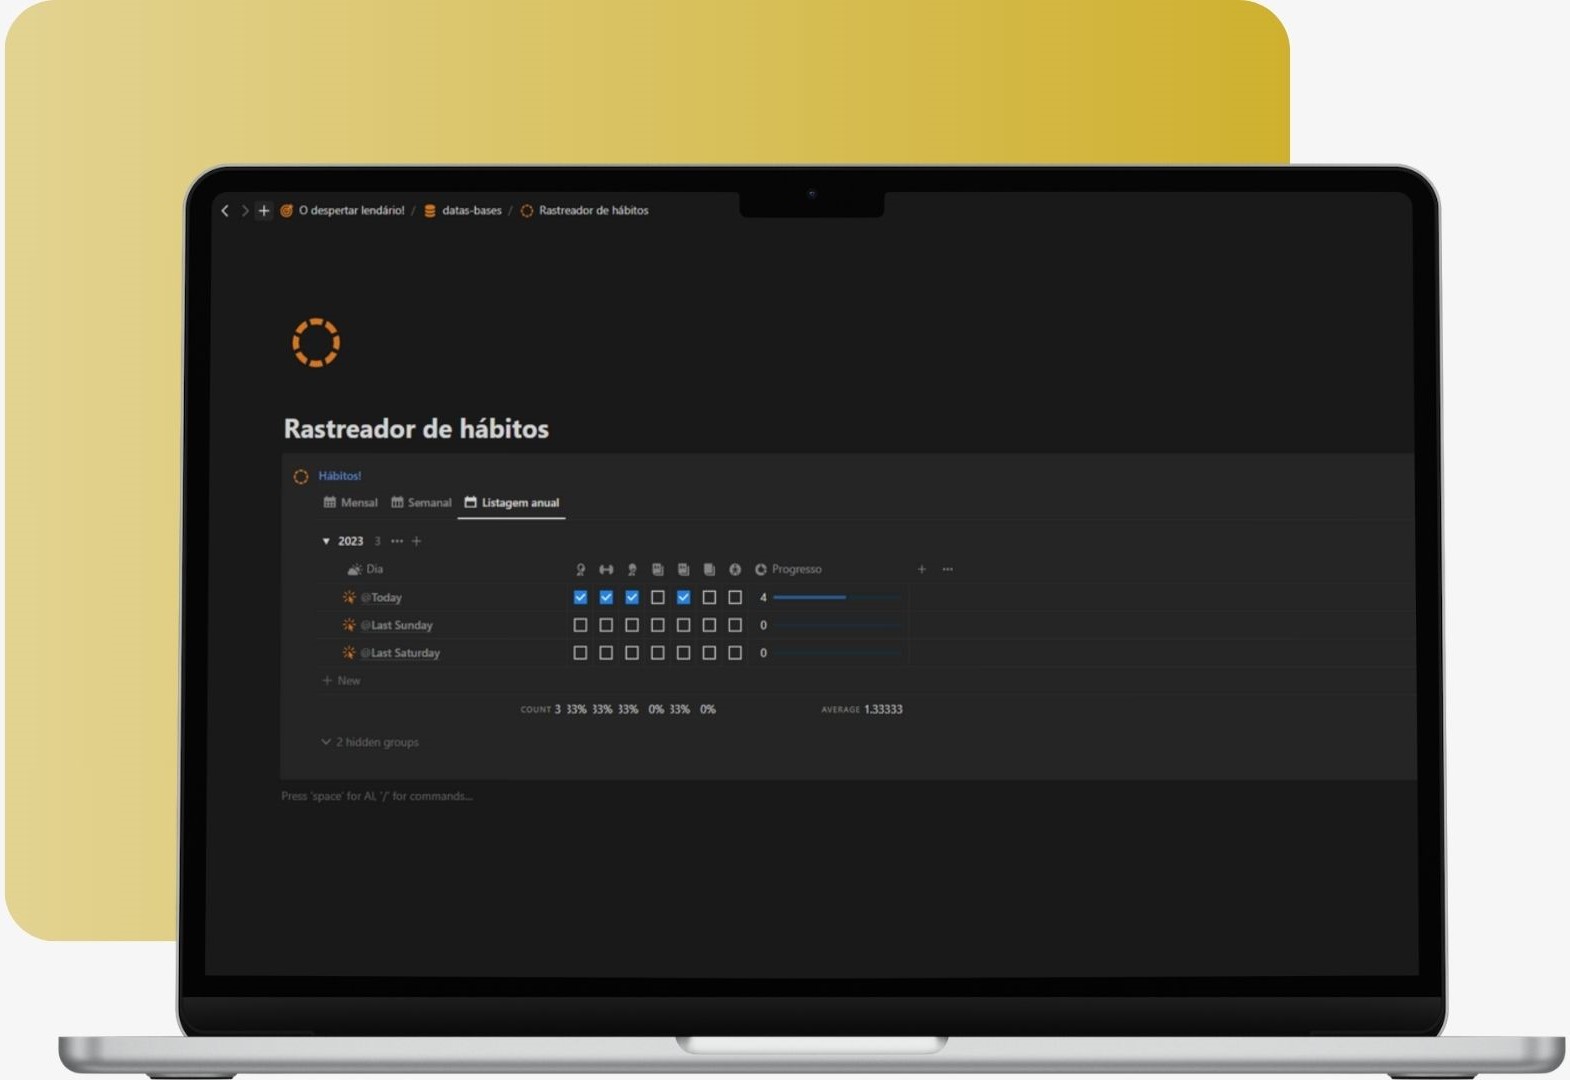 O despertar lendário! / datas-bases / Rastreador de hábitos
Rastreador de hábitos
Hábitos!
Mensal Semanal Listagem anual
2023 3
Dia Progresso
@Today 4
@Last Sunday 0
@Last Saturday 0
+ New
COUNT 3 33% 33% 33% 0% 33% 0% AVERAGE 1.33333
2 hidden groups
Press 'space' for AI, '/' for commands...